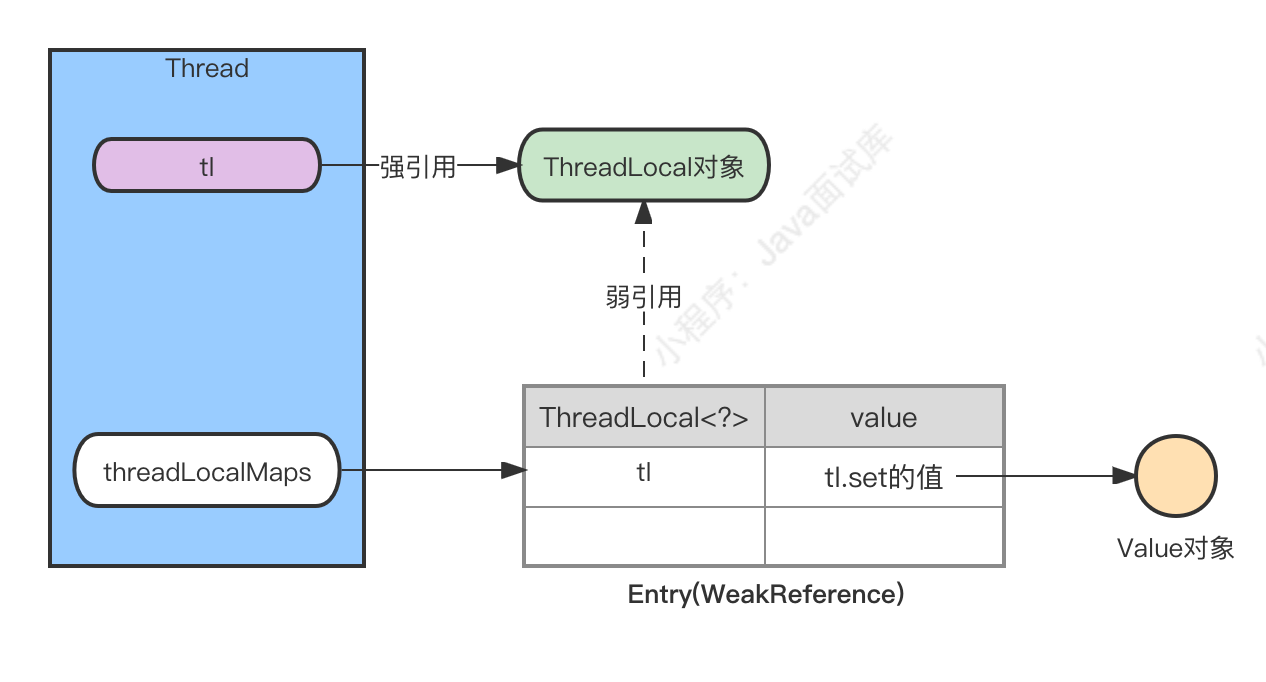 Thread
tl
强引用
ThreadLocal对象
弱引用
小程序：Java面试库
threadLocalMaps
ThreadLocal<?>
value
tl
tl.set的值
Value对象
Entry(WeakReference)